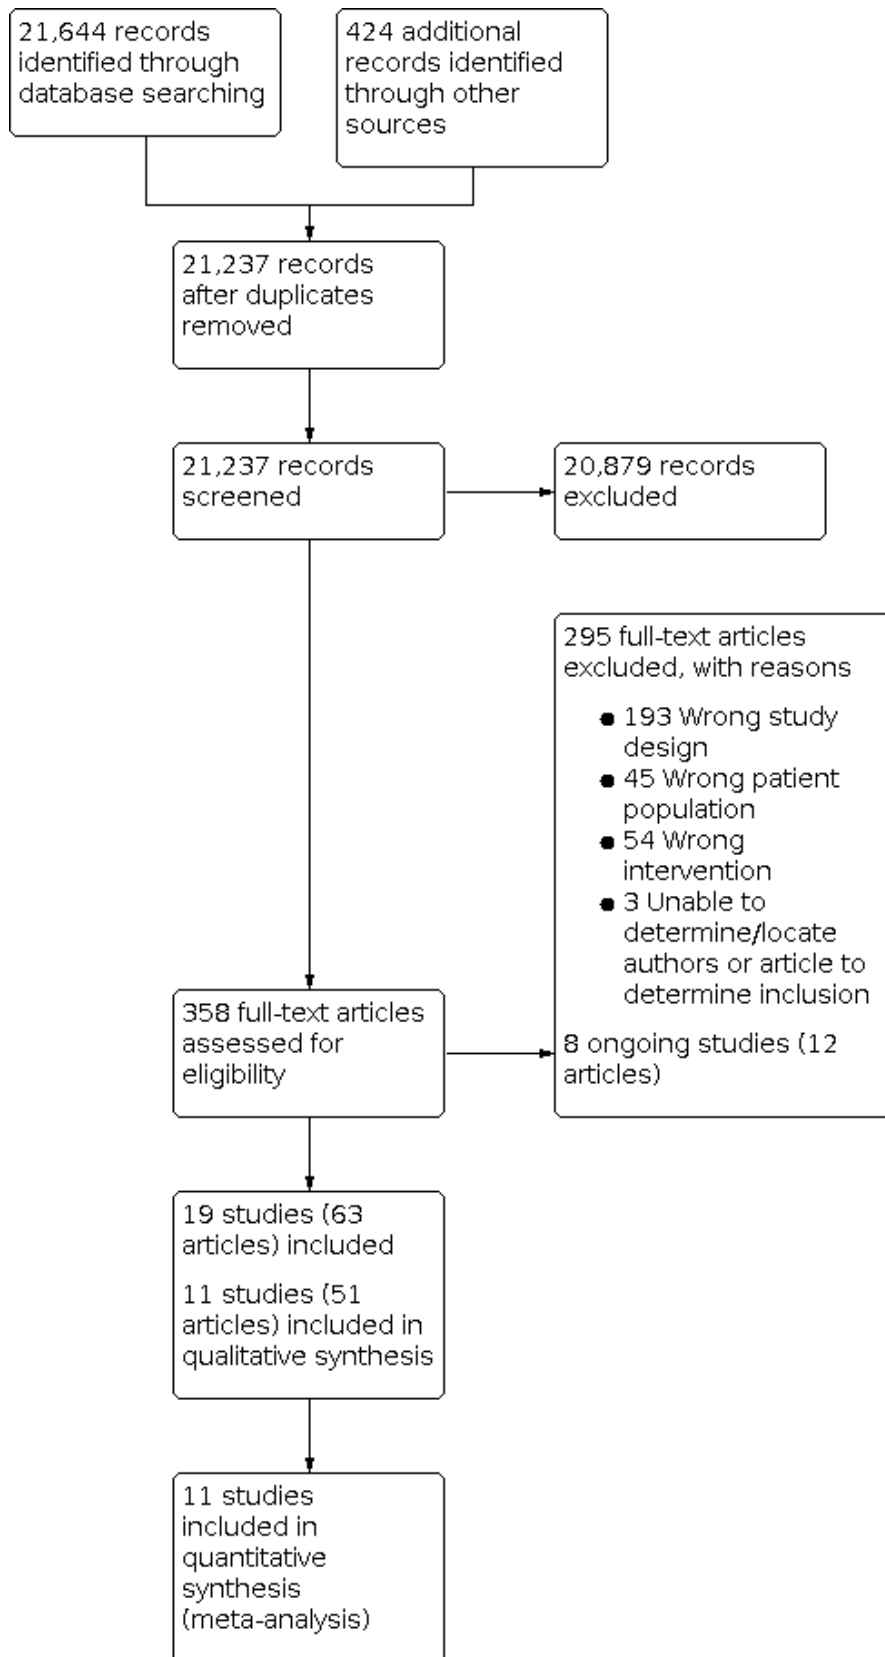 21,644 records
identified through
database searching
424 additional
records identified
through other
sources
21,237 records
after duplicates
removed
21,237 records
screened
20,879 records
excluded
295 full-text articles
excluded, with reasons
● 193 Wrong study
design
● 45 Wrong patient
population
● 54 Wrong
intervention
● 3 Unable to
determine/locate
authors or article to
determine inclusion
8 ongoing studies (12
articles)
358 full-text articles
assessed for
eligibility
19 studies (63
articles) included
11 studies (51
articles) included in
qualitative synthesis
11 studies
included in
quantitative
synthesis
(meta-analysis)